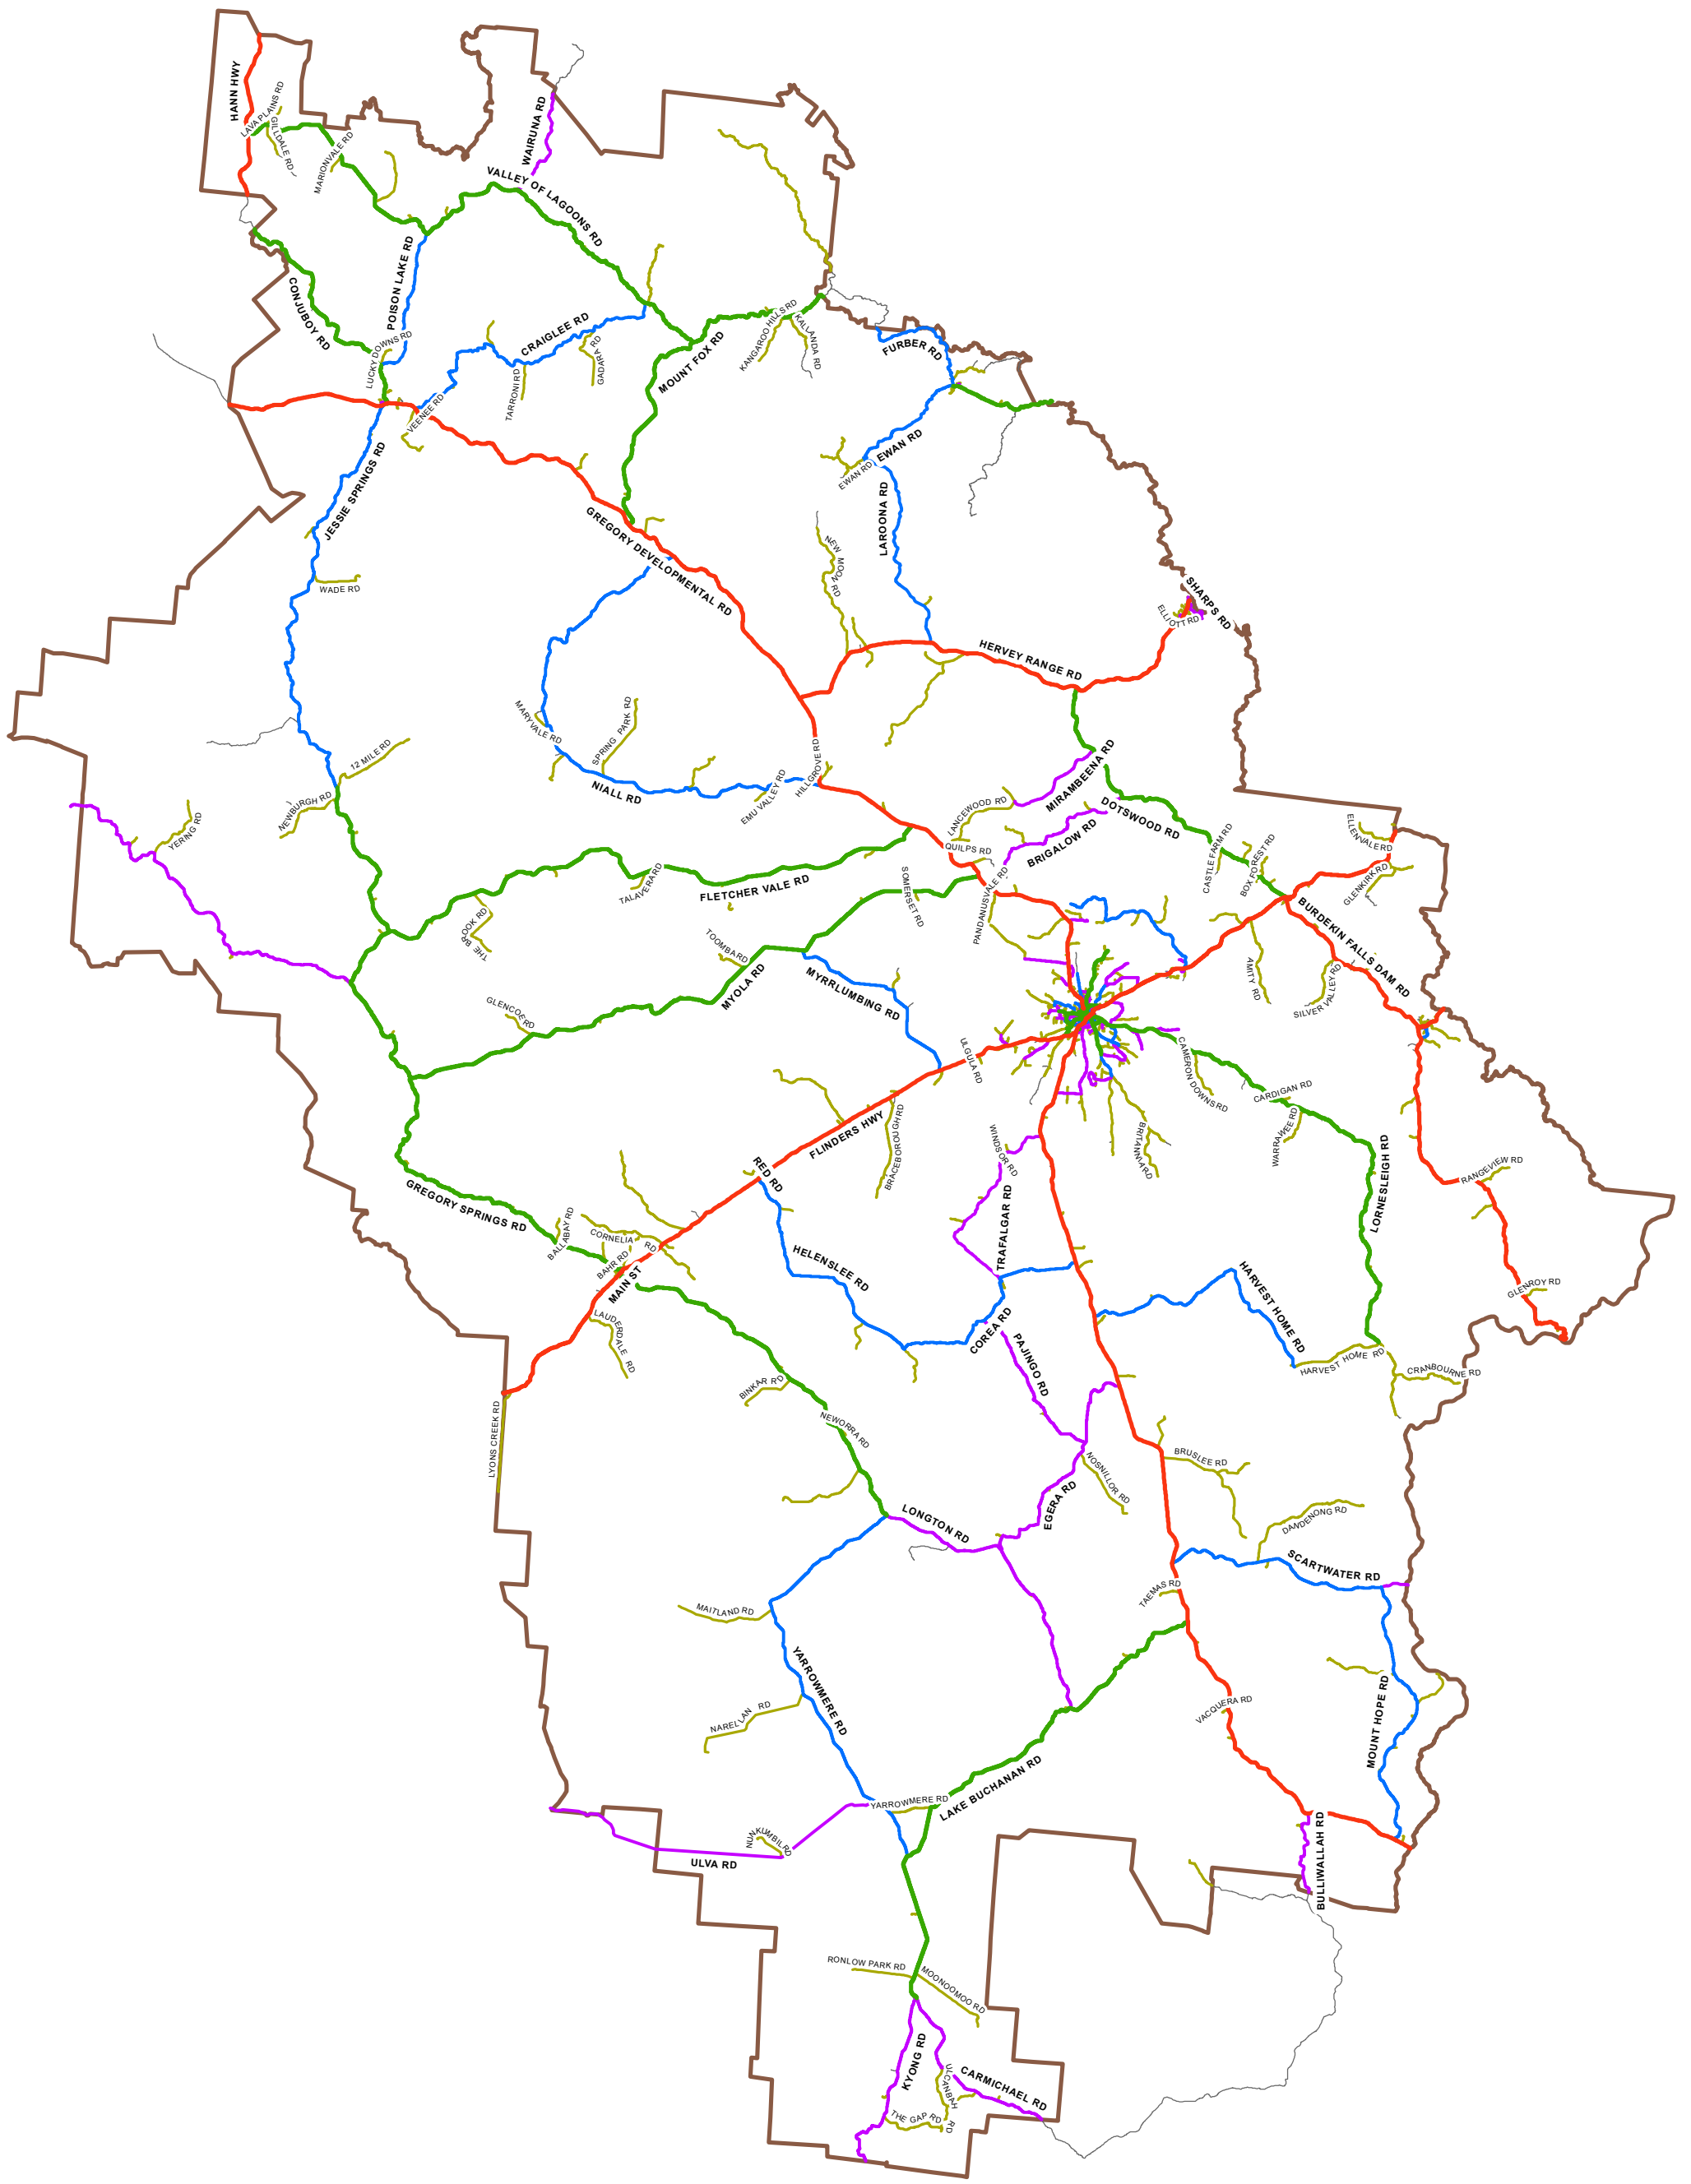 HANN HWY
LAVA PLAINS RD
GILLDALE RD
MARIONVALE RD
WAIRUNA RD
VALLEY OF LAGOONS RD
POISON LAKE RD
CONJUBOY RD
LUCKY DOWNS RD
CRAIGLEE RD
GADARA RD
TARRONI RD
VEENEE RD
MOUNT FOX RD
KANGAROO HILLS RD
KALLANDA RD
FURBER RD
EWAN RD
EWAN RD
LAROONA RD
JESSIE SPRINGS RD
WADE RD
GREGORY DEVELOPMENTAL RD
NEW MOON RD
SHARPS RD
ELLIOTT RD
HERVEY RANGE RD
MARYVALE RD
SPRING PARK RD
NIALL RD
EMU VALLEY RD
HILLGROVE RD
12 MILE RD
NEWBURGH RD
YERING RD
MIRAMBEENA RD
LANCEWOOD RD
DOTSWOOD RD
BRIGALOW RD
QUILPS RD
CASTLE FARM RD
BOX FOREST RD
ELLENVALE RD
GLENKIRK RD
FLETCHER VALE RD
TALAVERA RD
SOMERSET RD
PANDANUSVALE RD
THE BROOK RD
TOOMBA RD
MYOLA RD
MYRRLUMBING RD
GLENCOE RD
BURDEKIN FALLS DAM RD
AMITY RD
SILVER VALLEY RD
ULGULA RD
CAMERON DOWNS RD
CARDIGAN RD
WARRAWEE RD
BRITANNIA RD
FLINDERS HWY
BRACEBOROUGH RD
WINDSOR RD
TRAFALGAR RD
LORNESLEIGH RD
RANGEVIEW RD
GLENROY RD
RED RD
GREGORY SPRINGS RD
BALLABAY RD
CORNELIA RD
BAHR RD
MAIN ST
LAUDERDALE RD
HELENSLEE RD
COREA RD
PAJINGO RD
HARVEST HOME RD
HARVEST HOME RD
CRANBOURNE RD
LYONS CREEK RD
BINKAR RD
NEWORRA RD
NOSNILLOR RD
BRUSLEE RD
EGERA RD
LONGTON RD
DANDENONG RD
SCARTWATER RD
TAEMAS RD
MAITLAND RD
YARROWMERE RD
NARELLAN RD
VACQUERA RD
MOUNT HOPE RD
LAKE BUCHANAN RD
YARROWMERE RD
NUNKUMBIL RD
ULVA RD
BULLIWALLAH RD
RONLOW PARK RD
MOONOOMOO RD
KYONG RD
ULCANBAH RD
CARMICHAEL RD
THE GAP RD